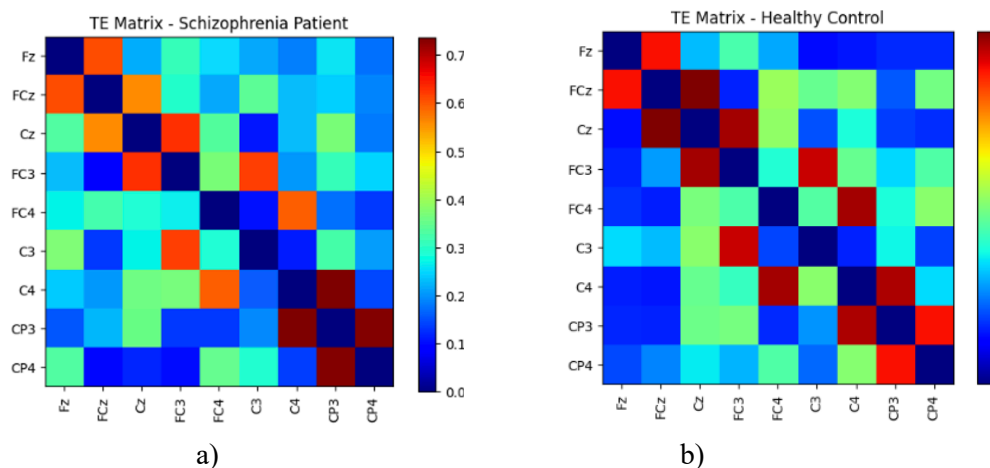 TE Matrix - Schizophrenia Patient
Fz
FCz
Cz
FC3
FC4
C3
C4
CP3
CP4
Fz
FCz
Cz
FC3
FC4
C3
C4
CP3
CP4
0.7
0.6
0.5
0.4
0.3
0.2
0.1
0.0
a)
TE Matrix - Healthy Control
Fz
FCz
Cz
FC3
FC4
C3
C4
CP3
CP4
Fz
FCz
Cz
FC3
FC4
C3
C4
CP3
CP4
b)